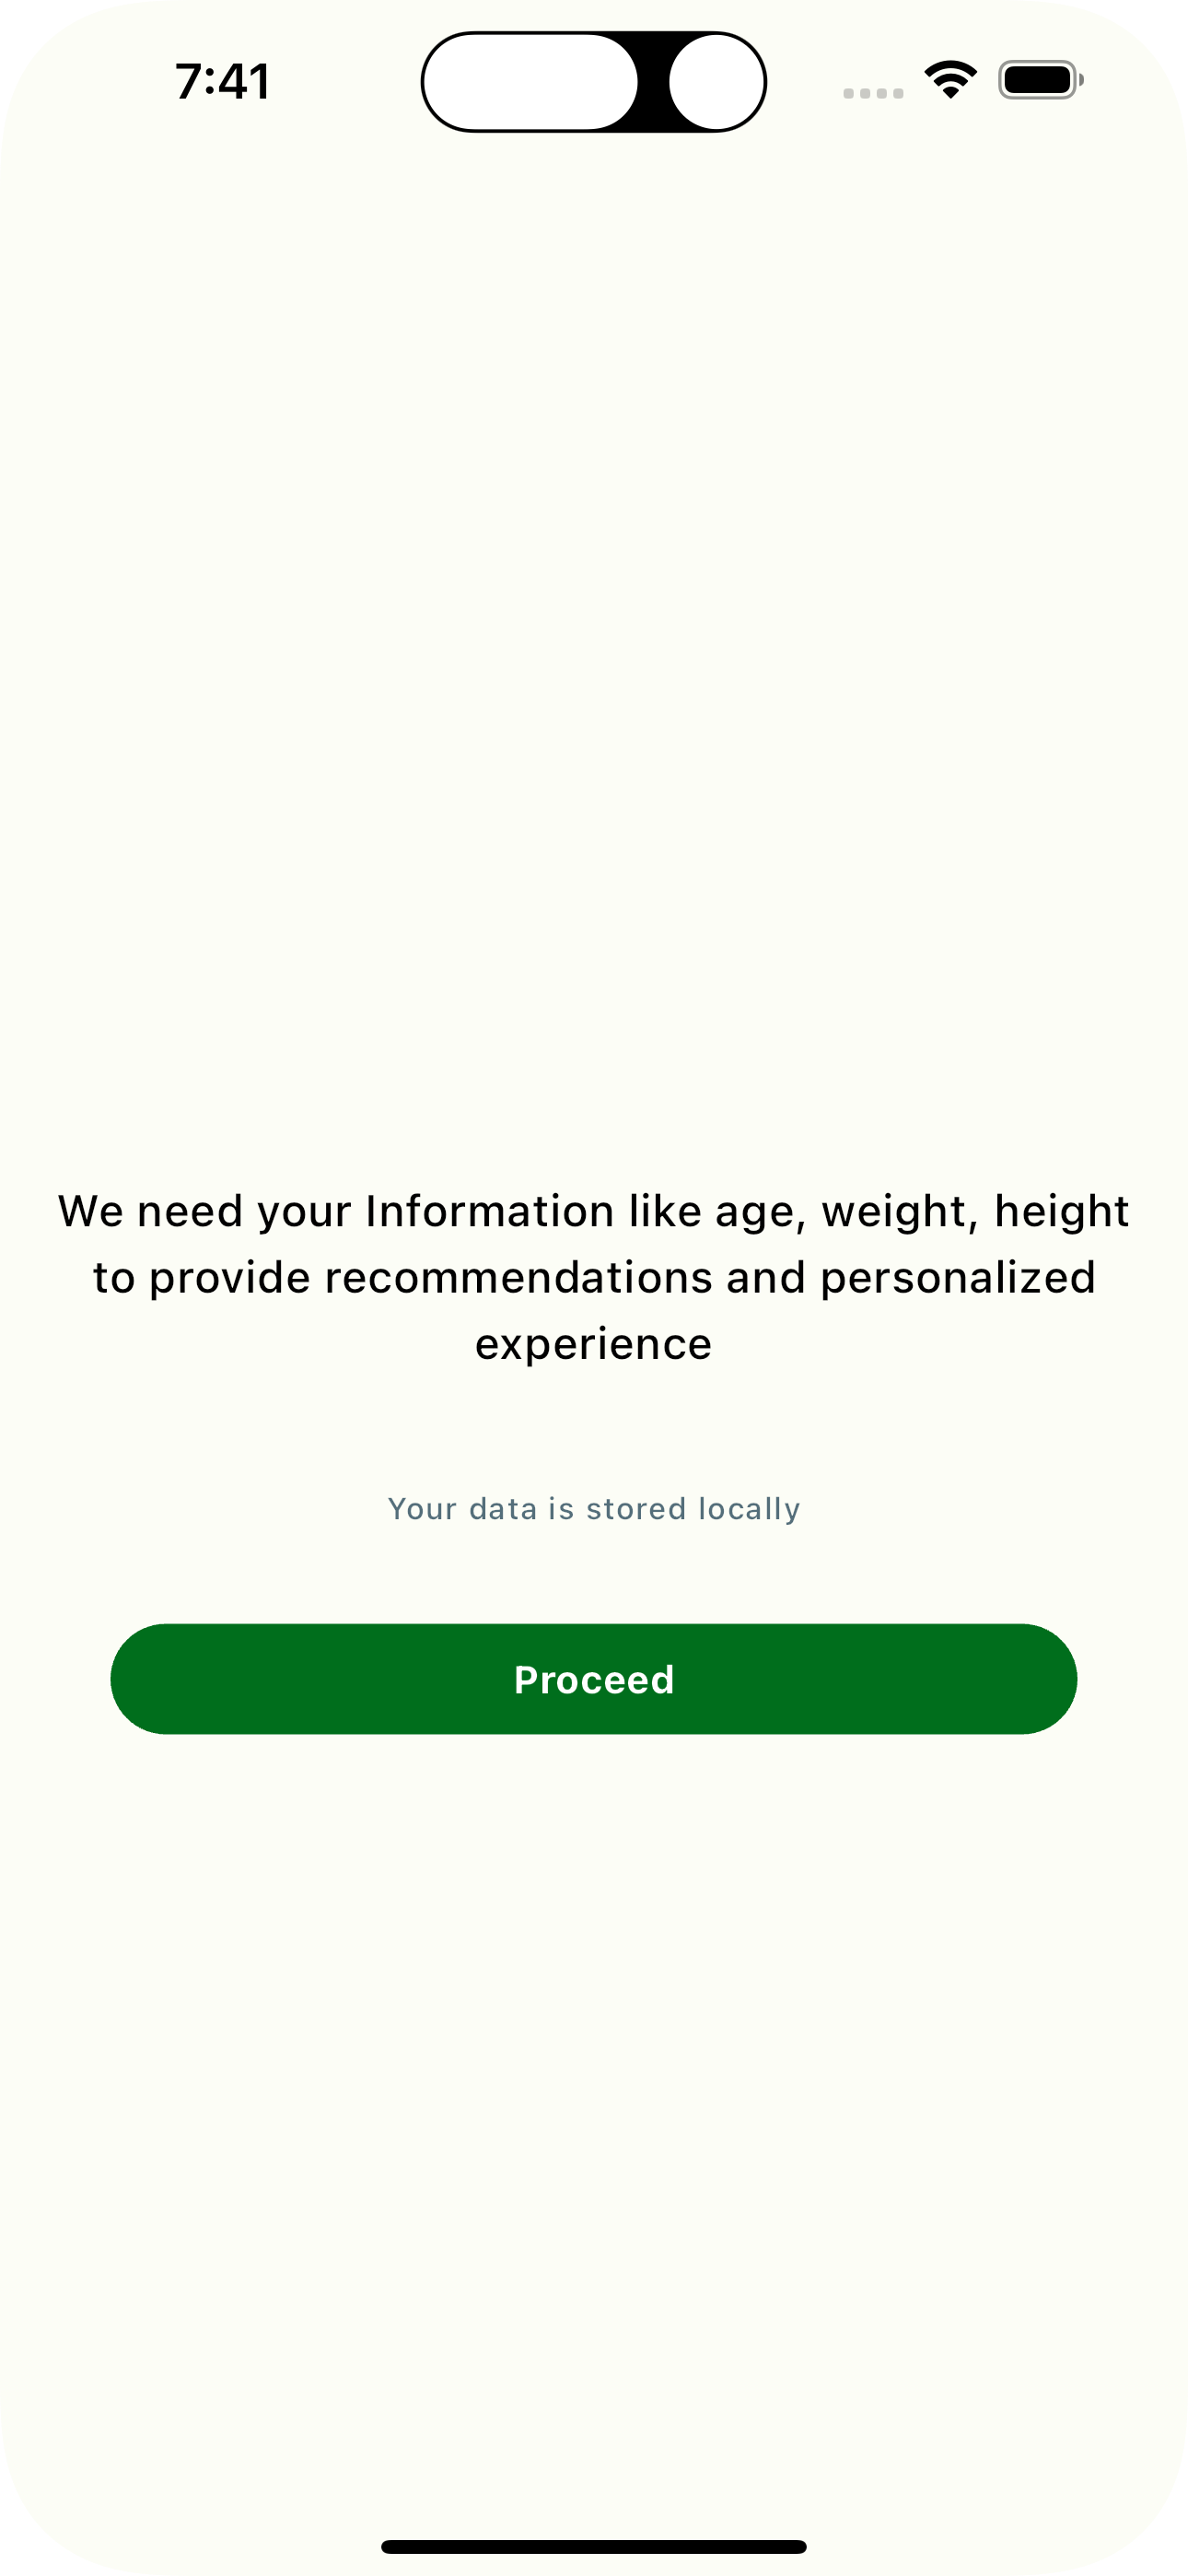 7:41
We need your Information like age, weight, height
to provide recommendations and personalized
experience
Your data is stored locally
Proceed